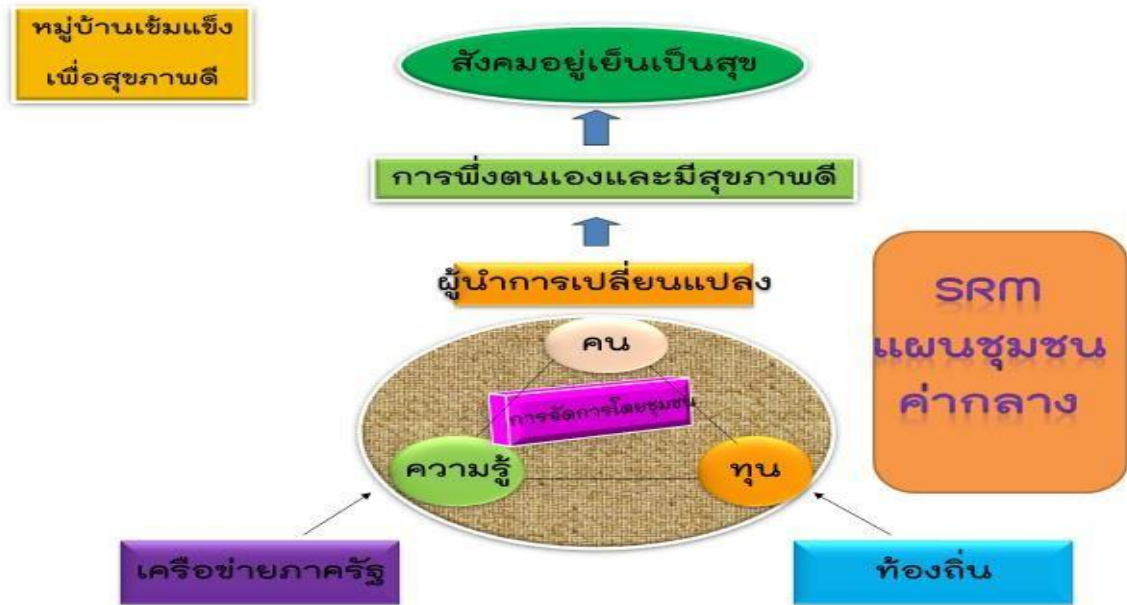 หมู่บ้านเข้มแข็ง
เพื่อสุขภาพดี
สังคมอยู่เย็นเป็นสุข
การพึ่งตนเองและมีสุขภาพดี
ผู้นำการเปลี่ยนแปลง
คน
การจัดการโดยชุมชน
ความรู้
ทุน
SRM
แผนชุมชน
ค่ากลาง
เครือข่ายภาครัฐ
ท้องถิ่น